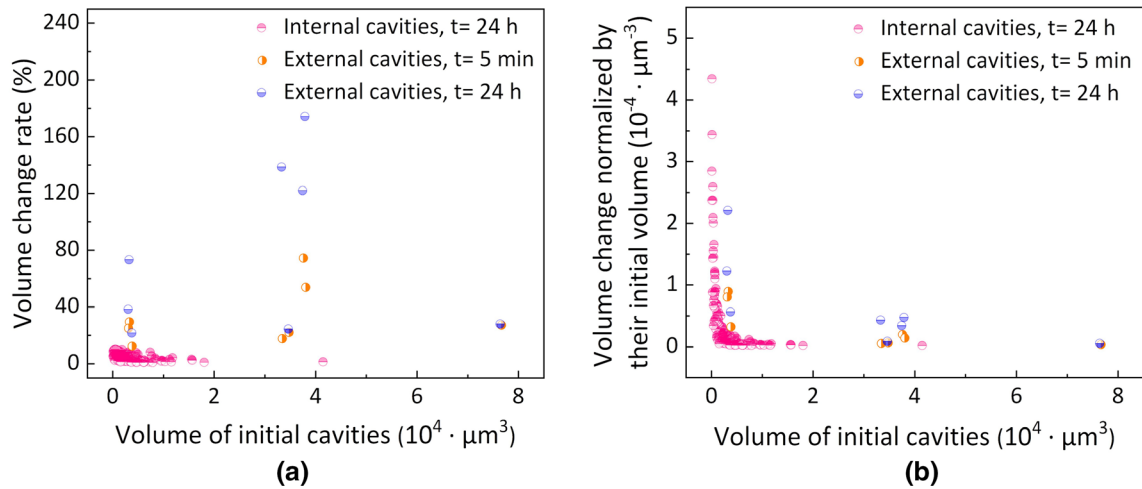 Volume change rate (%)
240
200
160
120
80
40
0
0
2
4
6
8
Internal cavities, t= 24 h
External cavities, t= 5 min
External cavities, t= 24 h
Volume of initial cavities (10⁴ · µm³)
(a)
Volume change normalized by
their initial volume (10⁻⁴ · µm⁻³)
5
4
3
2
1
0
0
2
4
6
8
Internal cavities, t= 24 h
External cavities, t= 5 min
External cavities, t= 24 h
Volume of initial cavities (10⁴ · µm³)
(b)